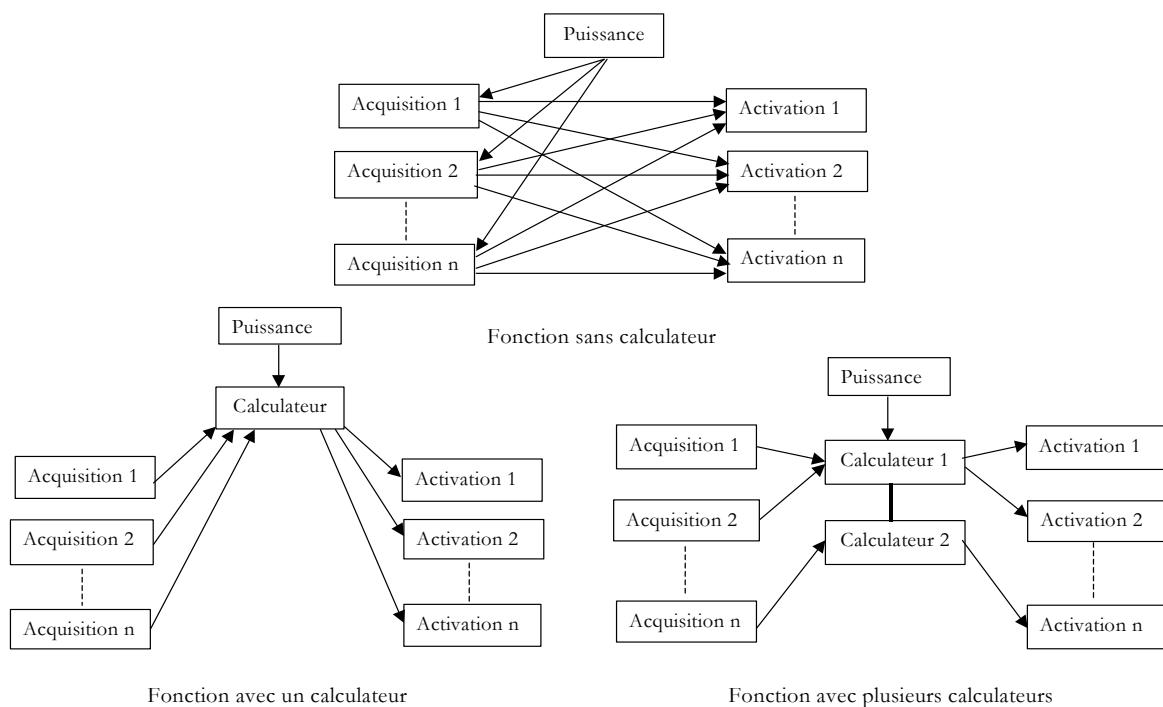 Puissance
Acquisition 1
Activation 1
Acquisition 2
Activation 2
Acquisition n
Activation n
Fonction sans calculateur
Puissance
Calculateur
Acquisition 1
Activation 1
Acquisition 2
Activation 2
Acquisition n
Activation n
Fonction avec un calculateur
Puissance
Acquisition 1
Calculateur 1
Activation 1
Acquisition 2
Calculateur 2
Activation 2
Acquisition n
Activation n
Fonction avec plusieurs calculateurs